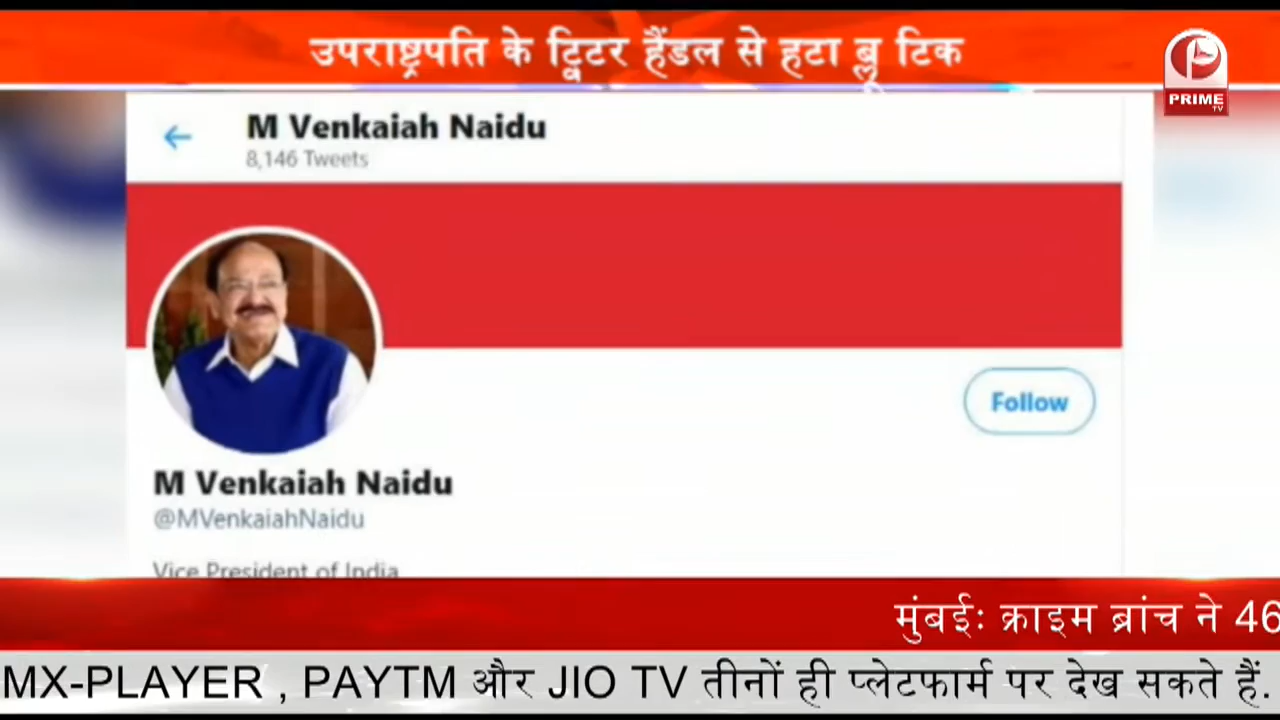 उपराष्ट्रपति के ट्विटर हैंडल से हटा ब्लू टिक
PRIME
TV
M Venkaiah Naidu
8,146 Tweets
Follow
M Venkaiah Naidu
@MVenkaiahNaidu
Vice President of India
मुंबई: क्राइम ब्रांच ने 46
MX-PLAYER , PAYTM और JIO TV तीनों ही प्लेटफार्म पर देख सकते हैं.